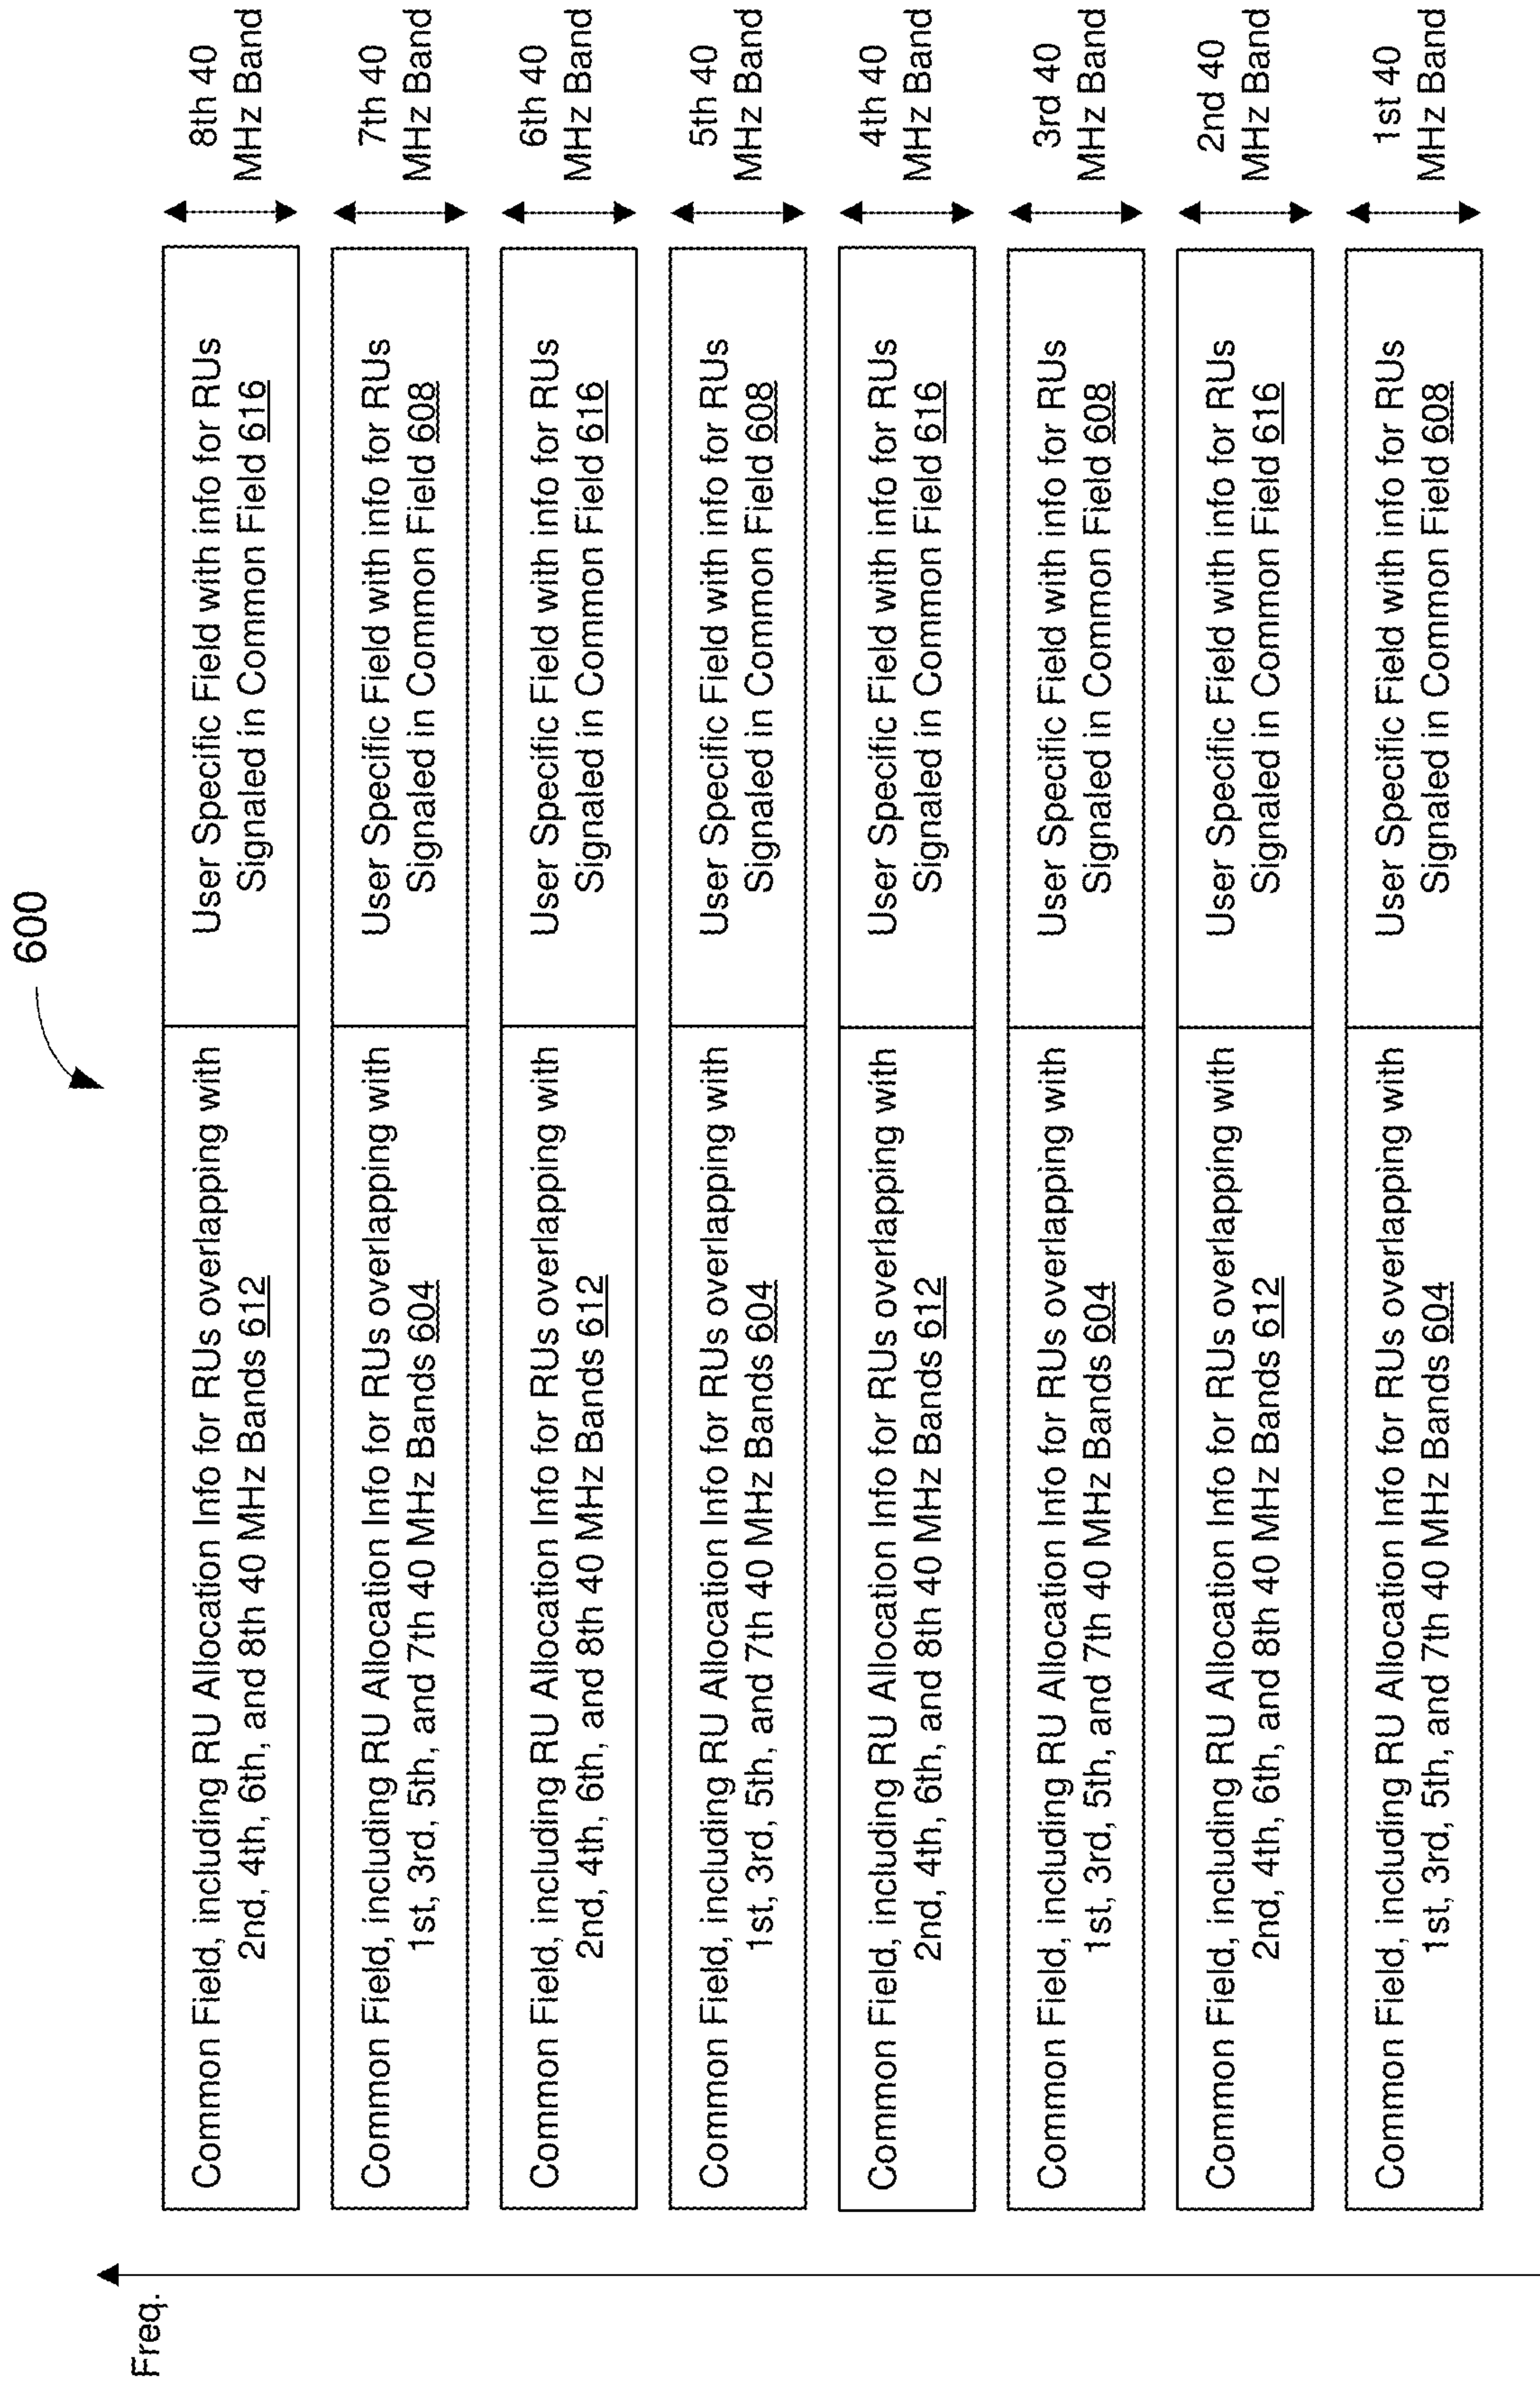 600
Freq.
Common Field, including RU Allocation Info for RUs overlapping with
2nd, 4th, 6th, and 8th 40 MHz Bands 612
User Specific Field with info for RUs
Signaled in Common Field 616
8th 40
MHz Band
Common Field, including RU Allocation Info for RUs overlapping with
1st, 3rd, 5th, and 7th 40 MHz Bands 604
User Specific Field with info for RUs
Signaled in Common Field 608
7th 40
MHz Band
Common Field, including RU Allocation Info for RUs overlapping with
2nd, 4th, 6th, and 8th 40 MHz Bands 612
User Specific Field with info for RUs
Signaled in Common Field 616
6th 40
MHz Band
Common Field, including RU Allocation Info for RUs overlapping with
1st, 3rd, 5th, and 7th 40 MHz Bands 604
User Specific Field with info for RUs
Signaled in Common Field 608
5th 40
MHz Band
Common Field, including RU Allocation Info for RUs overlapping with
2nd, 4th, 6th, and 8th 40 MHz Bands 612
User Specific Field with info for RUs
Signaled in Common Field 616
4th 40
MHz Band
Common Field, including RU Allocation Info for RUs overlapping with
1st, 3rd, 5th, and 7th 40 MHz Bands 604
User Specific Field with info for RUs
Signaled in Common Field 608
3rd 40
MHz Band
Common Field, including RU Allocation Info for RUs overlapping with
2nd, 4th, 6th, and 8th 40 MHz Bands 612
User Specific Field with info for RUs
Signaled in Common Field 616
2nd 40
MHz Band
Common Field, including RU Allocation Info for RUs overlapping with
1st, 3rd, 5th, and 7th 40 MHz Bands 604
User Specific Field with info for RUs
Signaled in Common Field 608
1st 40
MHz Band